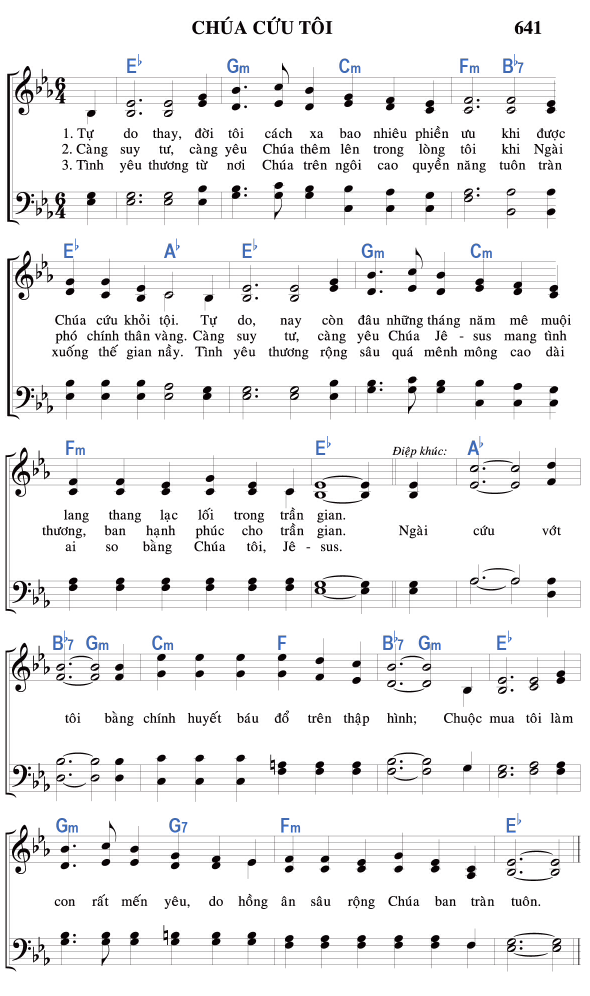 CHÚA CỨU TÔI 641
E♭ Gm Cm Fm B♭7
6 4
1. Tự do thay, đời tôi cách xa bao nhiêu phiền ưu khi được
2. Càng suy tư, càng yêu Chúa thêm lên trong lòng tôi khi Ngài
3. Tình yêu thương từ nơi Chúa trên ngôi cao quyền năng tuôn tràn
6 4
E♭ A♭ E♭ Gm Cm
Chúa cứu khỏi tội. Tự do, nay còn đâu những tháng năm mê muội
phó chính thân vàng. Càng suy tư, càng yêu Chúa Jê - sus mang tình
xuống thế gian nầy. Tình yêu thương rộng sâu quá mênh mông cao dài
Fm E♭ Điệp khúc: A♭
lang thang lạc lối trong trần gian.
thương, ban hạnh phúc cho trần gian. Ngài cứu vớt
ai so bằng Chúa tôi, Jê - sus.
B♭7 Gm Cm F B♭7 Gm E♭
tôi bằng chính huyết báu đổ trên thập hình; Chuộc mua tôi làm
Gm G7 Fm E♭
con rất mến yêu, do hồng ân sâu rộng Chúa ban tràn tuôn.